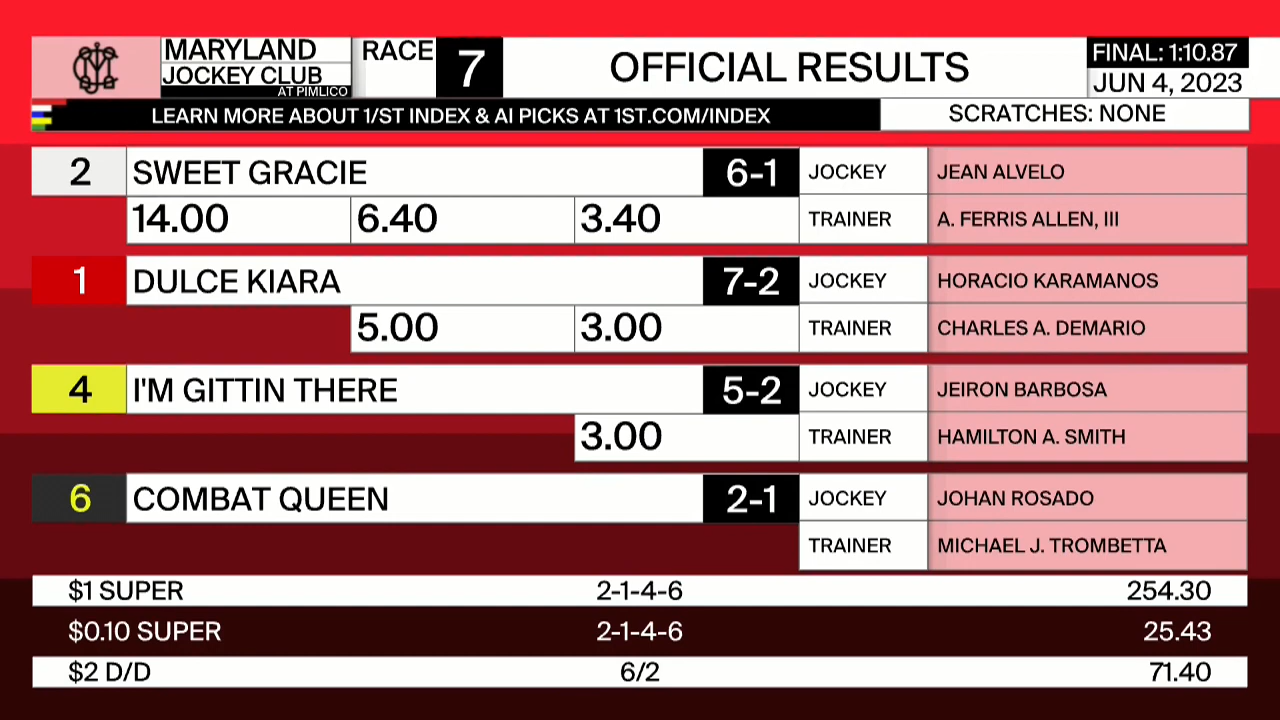 MARYLAND
JOCKEY CLUB
AT PIMLICO
RACE 7
OFFICIAL RESULTS
FINAL: 1:10.87
JUN 4, 2023
LEARN MORE ABOUT 1/ST INDEX & AI PICKS AT 1ST.COM/INDEX
SCRATCHES: NONE
2 SWEET GRACIE 6-1 JOCKEY JEAN ALVELO
14.00 6.40 3.40 TRAINER A. FERRIS ALLEN, III
1 DULCE KIARA 7-2 JOCKEY HORACIO KARAMANOS
5.00 3.00 TRAINER CHARLES A. DEMARIO
4 I'M GITTIN THERE 5-2 JOCKEY JEIRON BARBOSA
3.00 TRAINER HAMILTON A. SMITH
6 COMBAT QUEEN 2-1 JOCKEY JOHAN ROSADO
TRAINER MICHAEL J. TROMBETTA
$1 SUPER 2-1-4-6 254.30
$0.10 SUPER 2-1-4-6 25.43
$2 D/D 6/2 71.40